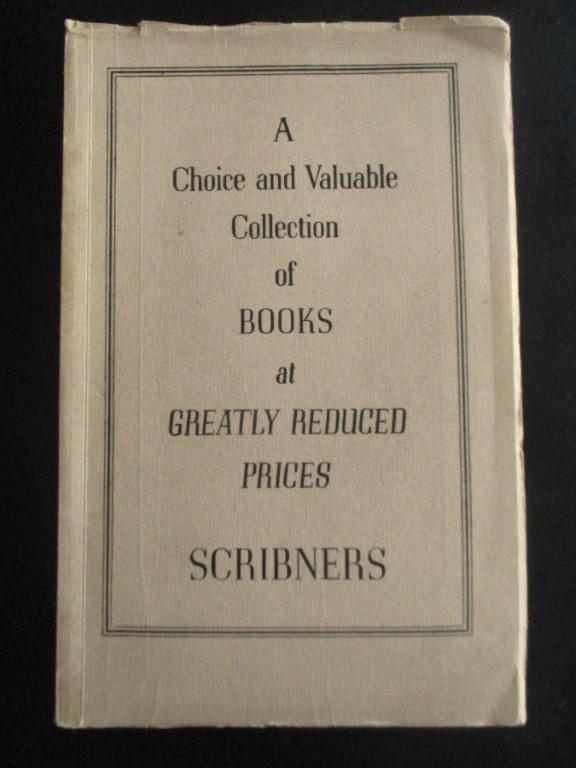 A
Choice and Valuable
Collection
of
BOOKS
at
GREATLY REDUCED
PRICES
SCRIBNERS